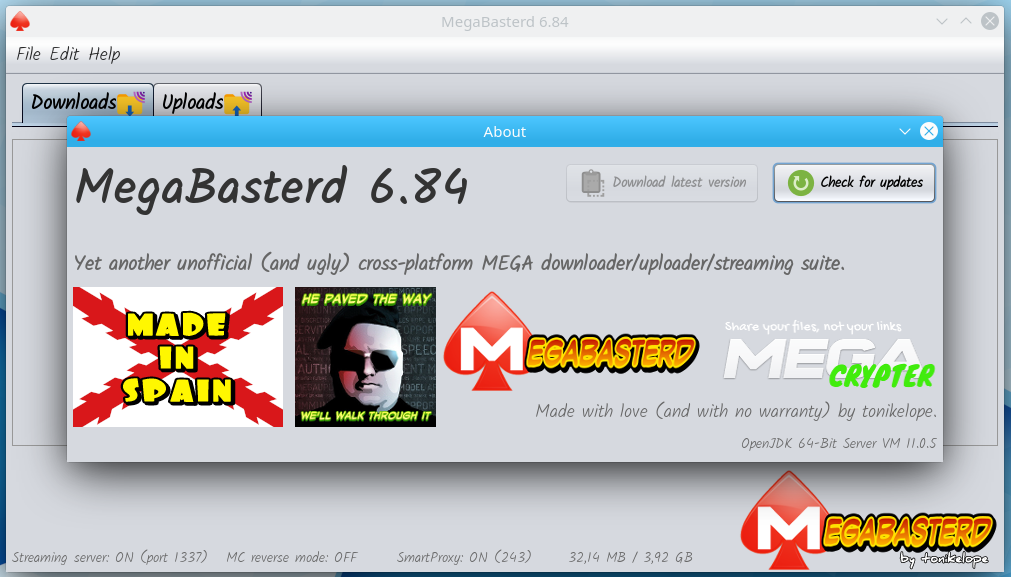 MegaBasterd 6.84
File Edit Help
Downloads Uploads
About
MegaBasterd 6.84
Download latest version
Check for updates
Yet another unofficial (and ugly) cross-platform MEGA downloader/uploader/streaming suite.
MADE
IN
SPAIN
HE PAVED THE WAY
WE'LL WALK THROUGH IT
MEGABASTERD
Share your files, not your links
MEGA
CRYPTER
Made with love (and with no warranty) by tonikelope.
OpenJDK 64-Bit Server VM 11.0.5
MEGABASTERD
by tonikelope
Streaming server: ON (port 1337) MC reverse mode: OFF SmartProxy: ON (243) 32,14 MB / 3,92 GB